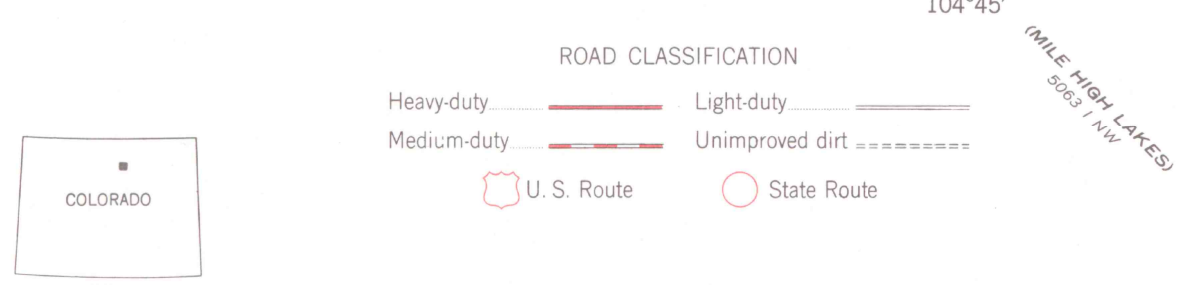 104°45'
(MILE HIGH LAKES)
5063 I NW
ROAD CLASSIFICATION
Heavy-duty
Light-duty
Medium-duty
Unimproved dirt
U. S. Route
State Route
COLORADO